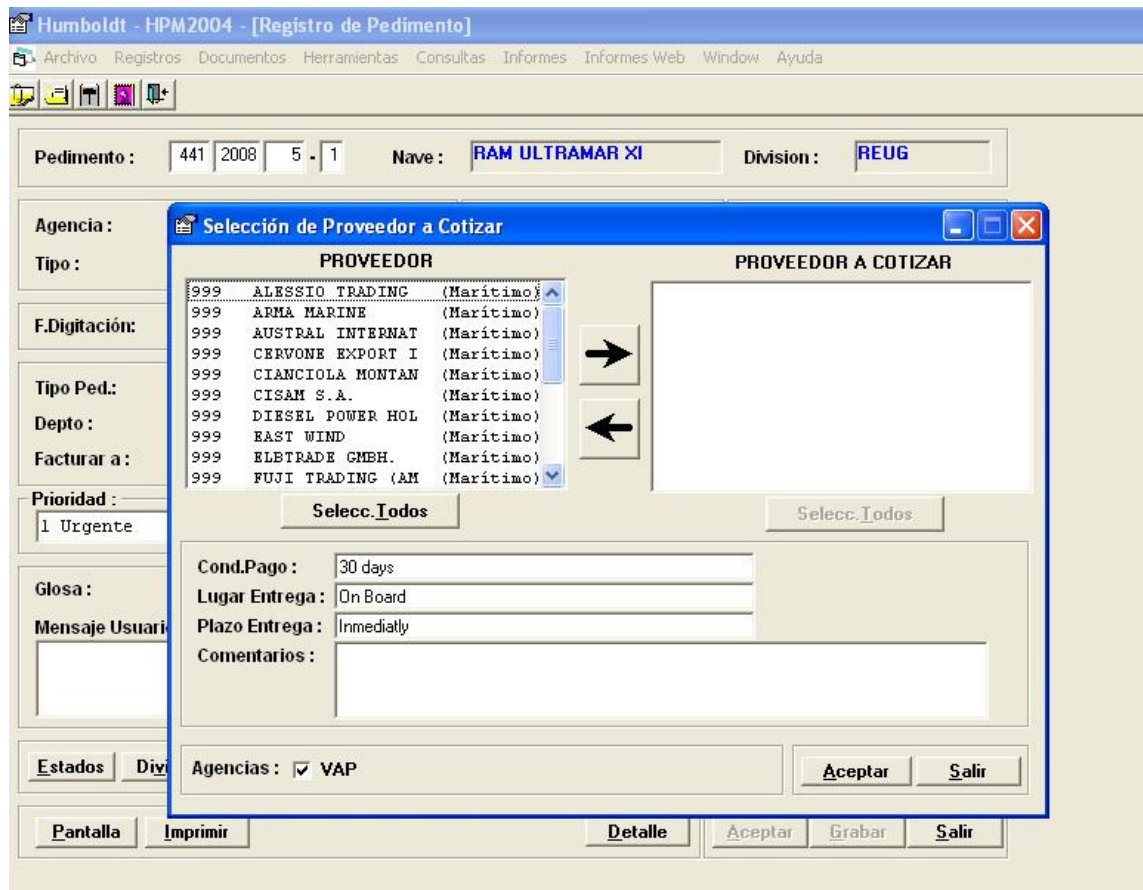 Humboldt - HPM2004 - [Registro de Pedimento]
Archivo Registros Documentos Herramientas Consultas Informes Informes Web Window Ayuda
Pedimento : 441 2008 5 - 1 Nave : RAM ULTRAMAR XI Division : REUG
Agencia :
Tipo :
F.Digitación:
Tipo Ped.:
Depto :
Facturar a :
Prioridad :
1 Urgente
Glosa :
Mensaje Usuari
Selección de Proveedor a Cotizar
PROVEEDOR PROVEEDOR A COTIZAR
999 ALESSIO TRADING (Marítimo)
999 ARMA MARINE (Marítimo)
999 AUSTRAL INTERNAT (Marítimo)
999 CERVONE EXPORT I (Marítimo)
999 CIANCIOLA MONTAN (Marítimo)
999 CISAM S.A. (Marítimo)
999 DIESEL POWER HOL (Marítimo)
999 EAST WIND (Marítimo)
999 ELBTRADE GMBH. (Marítimo)
999 FUJI TRADING (AM (Marítimo)
Selecc.Todos Selecc.Todos
Cond.Pago : 30 days
Lugar Entrega : On Board
Plazo Entrega : Inmediatly
Comentarios :
Agencias : VAP Aceptar Salir
Estados Divi
Pantalla Imprimir Detalle Aceptar Grabar Salir